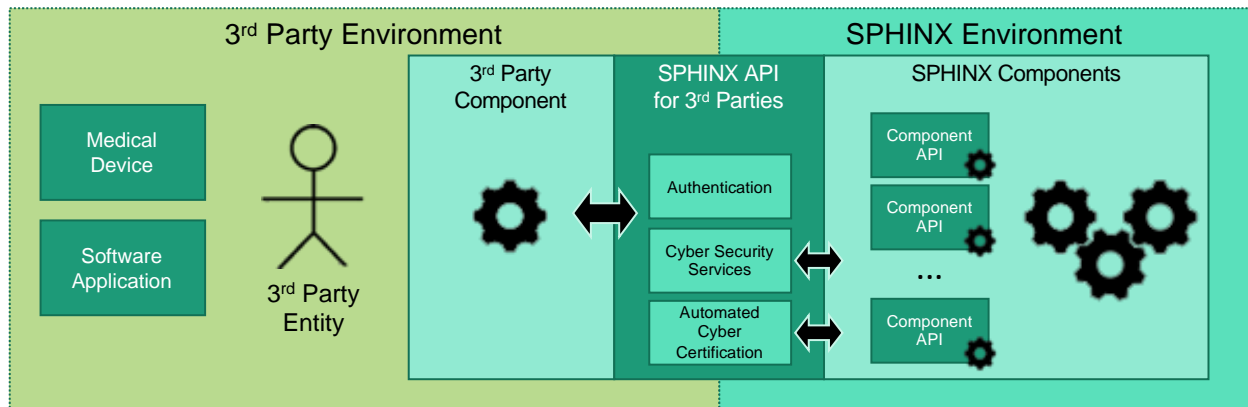 3rd Party Environment
SPHINX Environment
3rd Party
Component
SPHINX API
for 3rd Parties
SPHINX Components
Medical
Device
Software
Application
3rd Party
Entity
Authentication
Cyber Security
Services
Automated
Cyber
Certification
Component
API
Component
API
...
Component
API